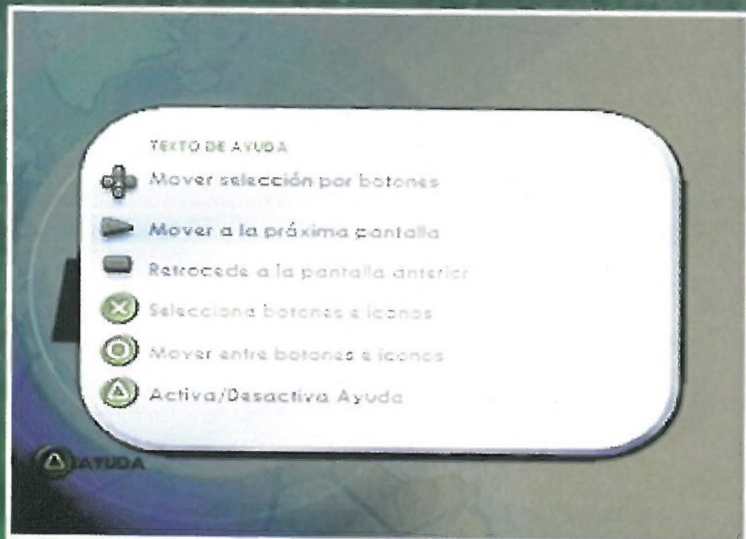 TEXTO DE AYUDA
Mover selección por botones
Mover a la próxima pantalla
Retrocede a la pantalla anterior
Selecciona botones e iconos
Mover entre botones e iconos
Activa/Desactiva Ayuda
AYUDA